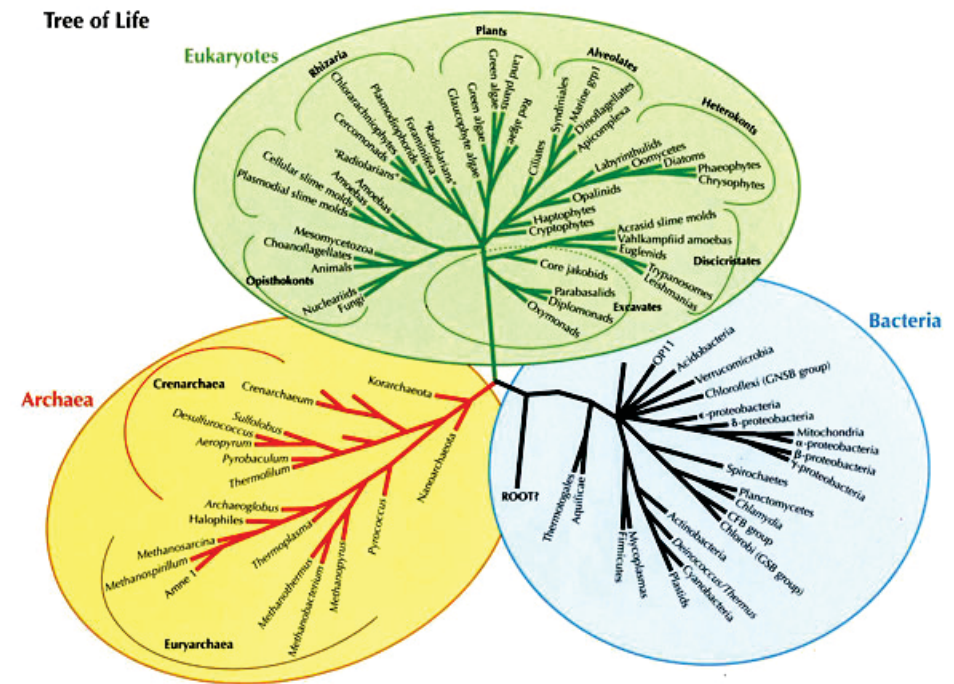 Tree of Life
Eukaryotes
Rhizaria
Plants
Alveolates
Heterokonts
Discicristates
Excavates
Opisthokonts
Cercomonads
Chlorarachniophytes
Plasmodiophorids
Foraminifera
"Radiolarians"
"Radiolarians"
Glaucophyte algae
Green algae
Green algae
Land plants
Red algae
Ciliates
Syndiniales
Marine grp1
Dinoflagellates
Apicomplexa
Labyrinthulids
Oomycetes
Diatoms
Phaeophytes
Chrysophytes
Opalinids
Haptophytes
Cryptophytes
Acrasid slime molds
Vahlkampfiid amoebas
Euglenids
Trypanosomes
Leishmanias
Core jakobids
Parabasalids
Diplomonads
Oxymonads
Cellular slime molds
Plasmodial slime molds
Amoebas
Amoebas
Mesomycetozoa
Choanoflagellates
Animals
Nucleariids
Fungi
Archaea
Crenarchaea
Crenarchaeum
Korarchaeota
Desulfurococcus
Sulfolobus
Aeropyrum
Pyrobaculum
Thermofilum
Nanoarchaeota
Archaeoglobus
Halophiles
Methanosarcina
Methanospirillum
Thermoplasma
Methanothermus
Methanobacterium
Methanopyrus
Pyrococcus
Euryarchaea
Bacteria
ROOT?
Thermotogales
Aquificae
OP11
Acidobacteria
Verrucomicrobia
Chloroflexi (GNSB group)
ε-proteobacteria
δ-proteobacteria
Mitochondria
α-proteobacteria
β-proteobacteria
γ-proteobacteria
Spirochaetes
Planctomycetes
Chlamydia
CFB group
Chlorobi (GSB group)
Actinobacteria
Deinococcus/Thermus
Cyanobacteria
Plastids
Mycoplasmas
Firmicutes